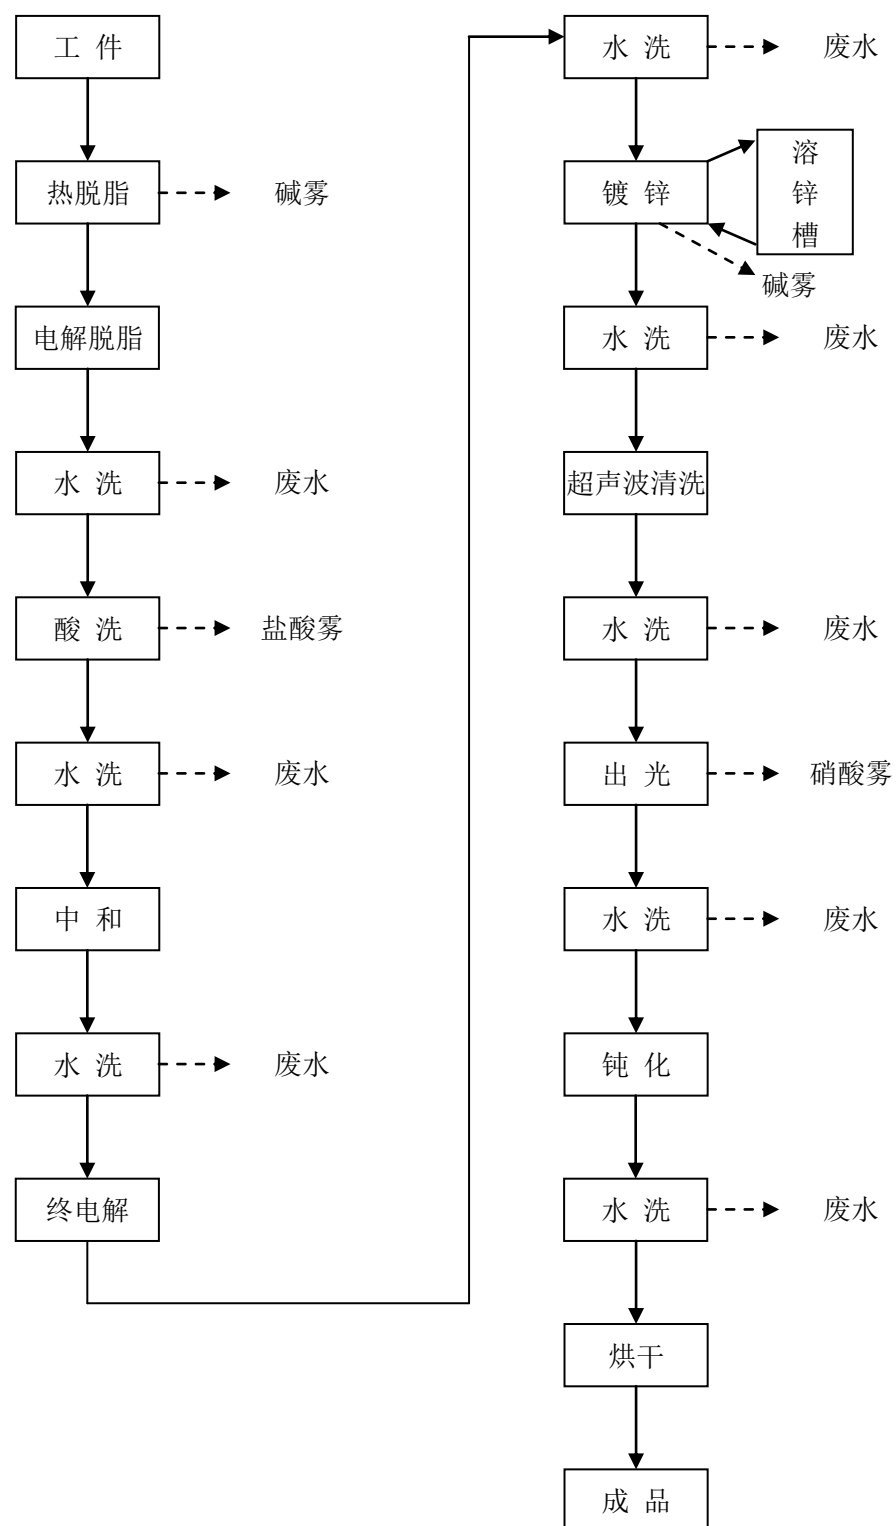 工 件
热脱脂
碱雾
电解脱脂
水 洗
废水
酸 洗
盐酸雾
水 洗
废水
中 和
水 洗
废水
终电解
水 洗
废水
镀 锌
溶
锌
槽
碱雾
水 洗
废水
超声波清洗
水 洗
废水
出 光
硝酸雾
水 洗
废水
钝 化
水 洗
废水
烘干
成 品